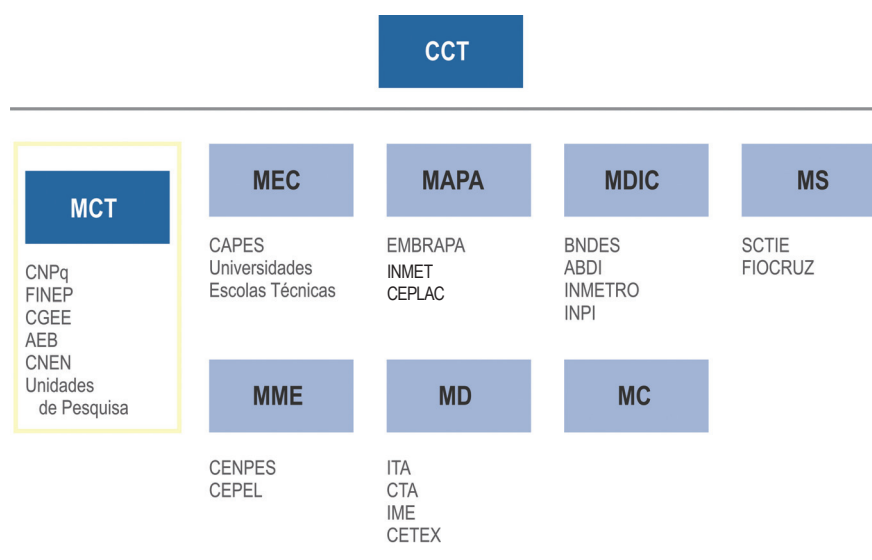 CCT
MCT
CNPq
FINEP
CGEE
AEB
CNEN
Unidades
de Pesquisa
MEC
CAPES
Universidades
Escolas Técnicas
MAPA
EMBRAPA
INMET
CEPLAC
MDIC
BNDES
ABDI
INMETRO
INPI
MS
SCTIE
FIOCRUZ
MME
CENPES
CEPEL
MD
ITA
CTA
IME
CETEX
MC